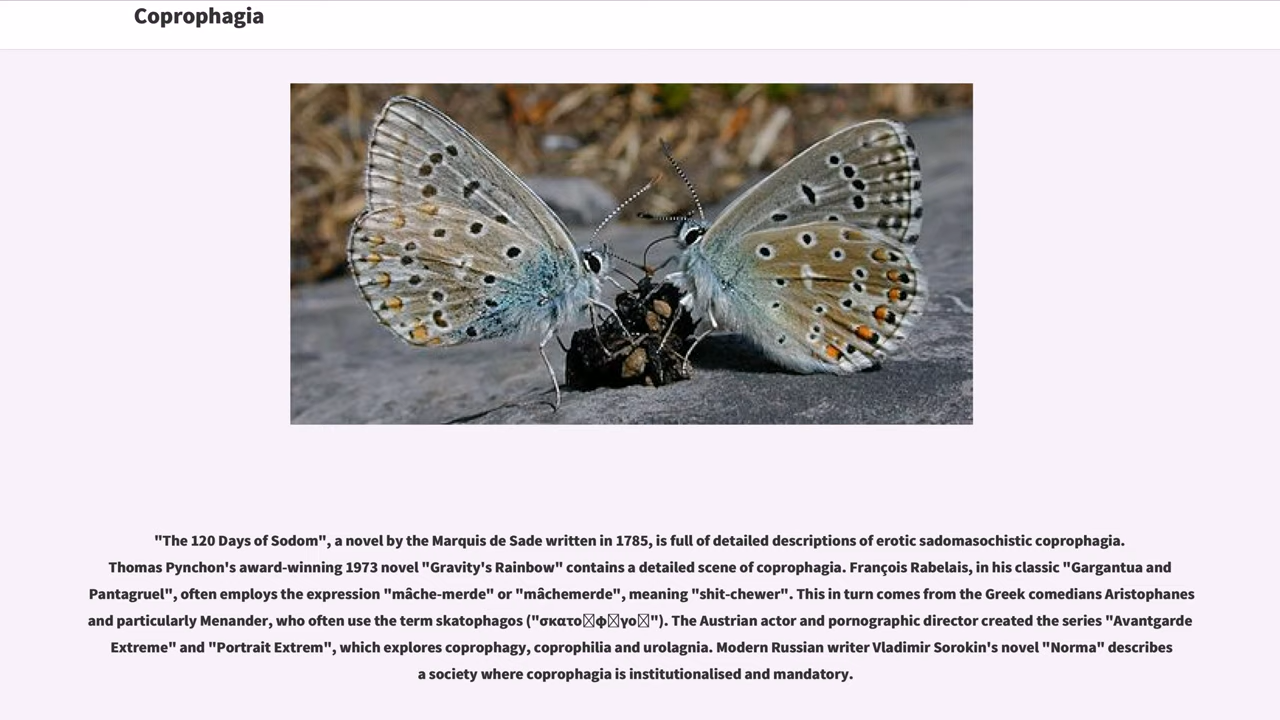 Coprophagia
"The 120 Days of Sodom", a novel by the Marquis de Sade written in 1785, is full of detailed descriptions of erotic sadomasochistic coprophagia.
Thomas Pynchon's award-winning 1973 novel "Gravity's Rainbow" contains a detailed scene of coprophagia. François Rabelais, in his classic "Gargantua and
Pantagruel", often employs the expression "mâche-merde" or "mâchemerde", meaning "shit-chewer". This in turn comes from the Greek comedians Aristophanes
and particularly Menander, who often use the term skatophagos ("σκατο□φ□γο□"). The Austrian actor and pornographic director created the series "Avantgarde
Extreme" and "Portrait Extrem", which explores coprophagy, coprophilia and urolagnia. Modern Russian writer Vladimir Sorokin's novel "Norma" describes
a society where coprophagia is institutionalised and mandatory.